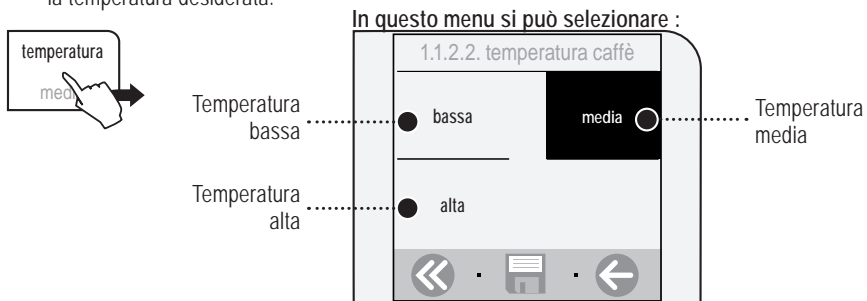 la temperatura desiderata.
In questo menu si può selezionare :
temperatura
1.1.2.2. temperatura caffè
Temperatura
bassa
bassa
media
Temperatura
media
Temperatura
alta
alta